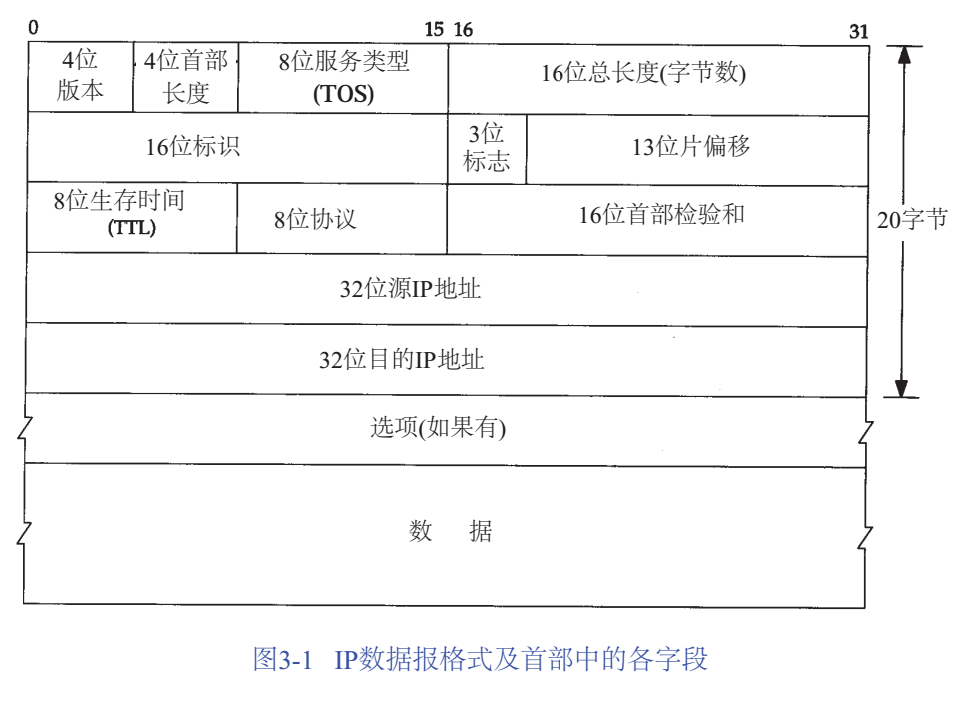 0 15 16 31
4位
版本
4位首部
长度
8位服务类型
(TOS)
16位总长度(字节数)
16位标识
3位
标志
13位片偏移
8位生存时间
(TTL)
8位协议
16位首部检验和
20字节
32位源IP地址
32位目的IP地址
选项(如果有)
数 据
图3-1 IP数据报格式及首部中的各字段